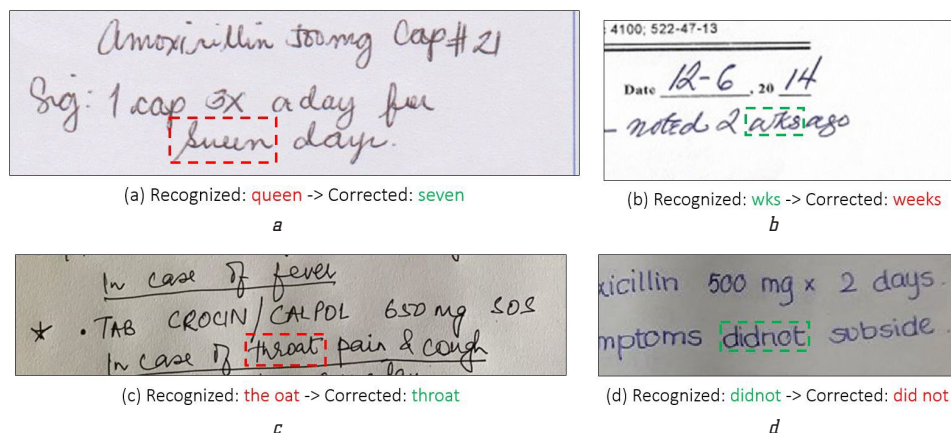 Amoxirillin 500mg Cap # 21
Sig: 1 cap 3x a day for
sueen days.
(a) Recognized: queen -> Corrected: seven
a
: 4100; 522-47-13
Date 12-6, 20 14
- noted 2 wks ago
(b) Recognized: wks -> Corrected: weeks
b
In case of fever
* • TAB CROCIN/CALPOL 650mg SOS
In case of throat pain & cough
(c) Recognized: the oat -> Corrected: throat
c
xicillin 500 mg x 2 days.
mptoms didnot subside
(d) Recognized: didnot -> Corrected: did not
d